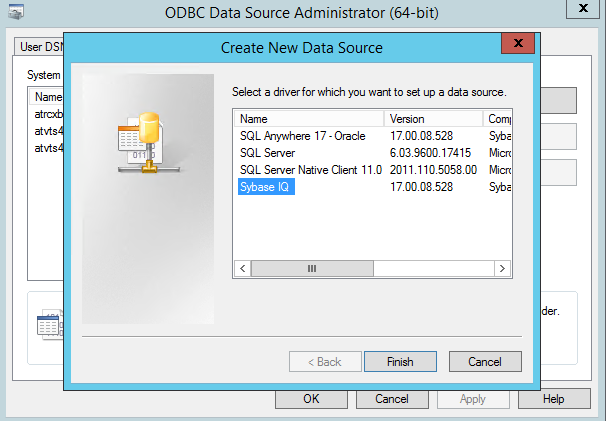 ODBC Data Source Administrator (64-bit)
User DSN
Create New Data Source
System
Name
atrcxb
atvts4
atvts4
Select a driver for which you want to set up a data source.
Name Version Comp
SQL Anywhere 17 - Oracle 17.00.08.528 Syba
SQL Server 6.03.9600.17415 Micro
SQL Server Native Client 11.0 2011.110.5058.00 Micro
Sybase IQ 17.00.08.528 Syba
der.
< Back Finish Cancel
OK Cancel Apply Help